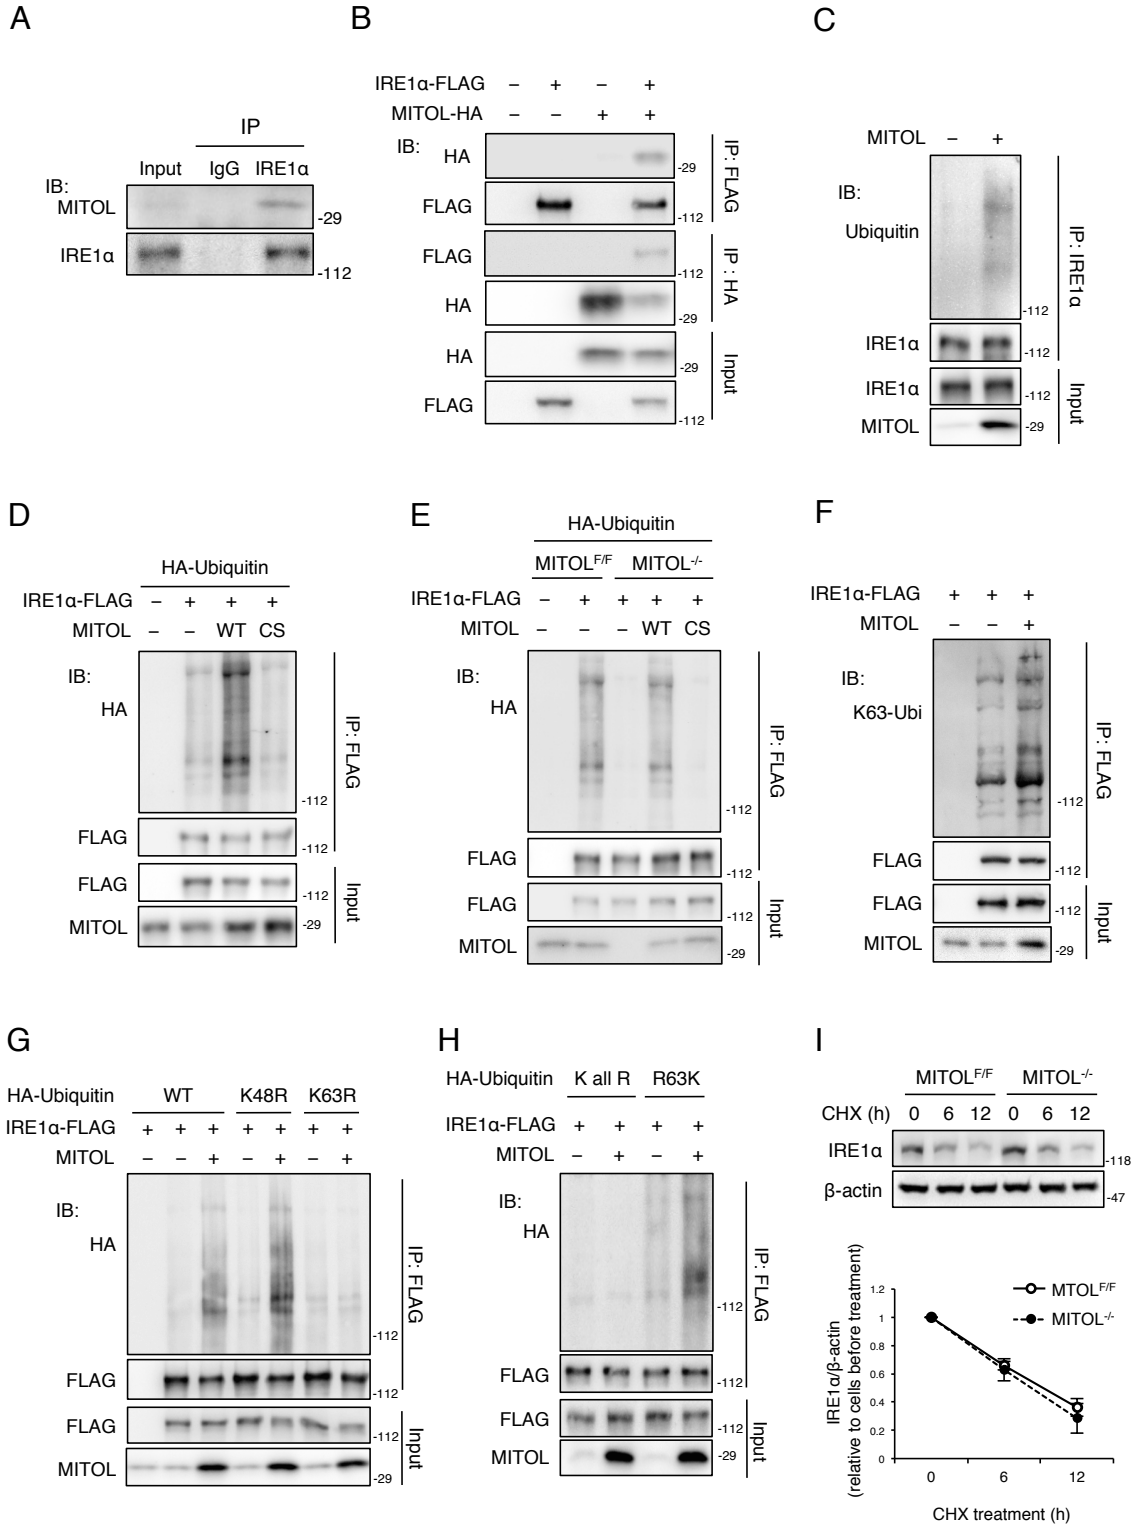 A
IP
Input IgG IRE1α
IB:
MITOL
-29
IRE1α
-112
B
IRE1α-FLAG – + – +
MITOL-HA – – + +
IB: HA
-29
FLAG
-112
IP: FLAG
FLAG
-112
HA
-29
IP : HA
HA
-29
FLAG
-112
Input
C
MITOL – +
IB:
Ubiquitin
-112
IRE1α
-112
IP: IRE1α
IRE1α
-112
MITOL
-29
Input
D
HA-Ubiquitin
IRE1α-FLAG – + + +
MITOL – – WT CS
IB:
HA
-112
FLAG
-112
IP: FLAG
FLAG
-112
MITOL
-29
Input
E
HA-Ubiquitin
MITOLF/F MITOL-/-
IRE1α-FLAG – + + + +
MITOL – – – WT CS
IB:
HA
-112
FLAG
-112
IP: FLAG
FLAG
-112
MITOL
-29
Input
F
IRE1α-FLAG + + +
MITOL – – +
IB:
K63-Ubi
-112
FLAG
-112
IP: FLAG
FLAG
-112
MITOL
-29
Input
G
HA-Ubiquitin WT K48R K63R
IRE1α-FLAG + + + + + + +
MITOL – – + – + – +
IB:
HA
-112
FLAG
-112
IP: FLAG
FLAG
-112
MITOL
-29
Input
H
HA-Ubiquitin K all R R63K
IRE1α-FLAG + + + +
MITOL – + – +
IB:
HA
-112
FLAG
-112
IP: FLAG
FLAG
-112
MITOL
-29
Input
I
MITOLF/F MITOL-/-
CHX (h) 0 6 12 0 6 12
IRE1α
-118
β-actin
-47
IRE1α/β-actin
(relative to cells before treatment)
1.2
1
0.8
0.6
0.4
0.2
0
MTOLF/F
MITOL-/-
0 6 12
CHX treatment (h)